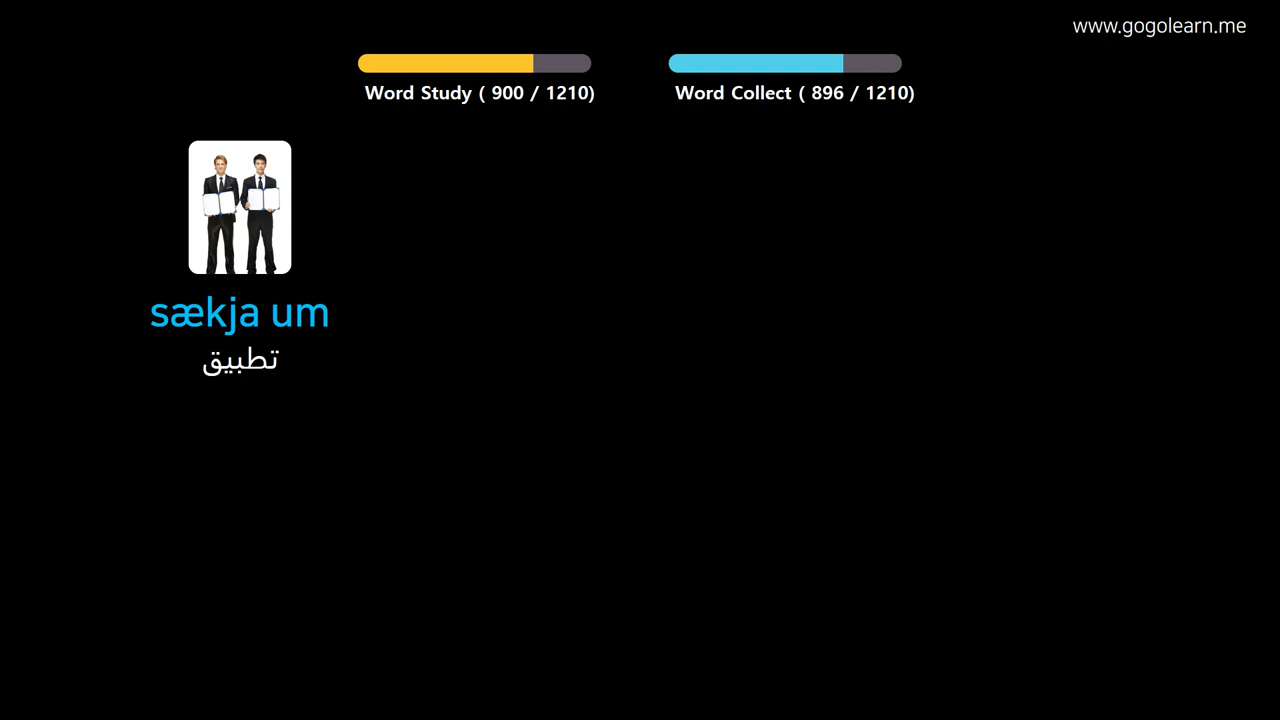 www.gogolearn.me
Word Study ( 900 / 1210)
Word Collect ( 896 / 1210)
sækja um
تطبيق